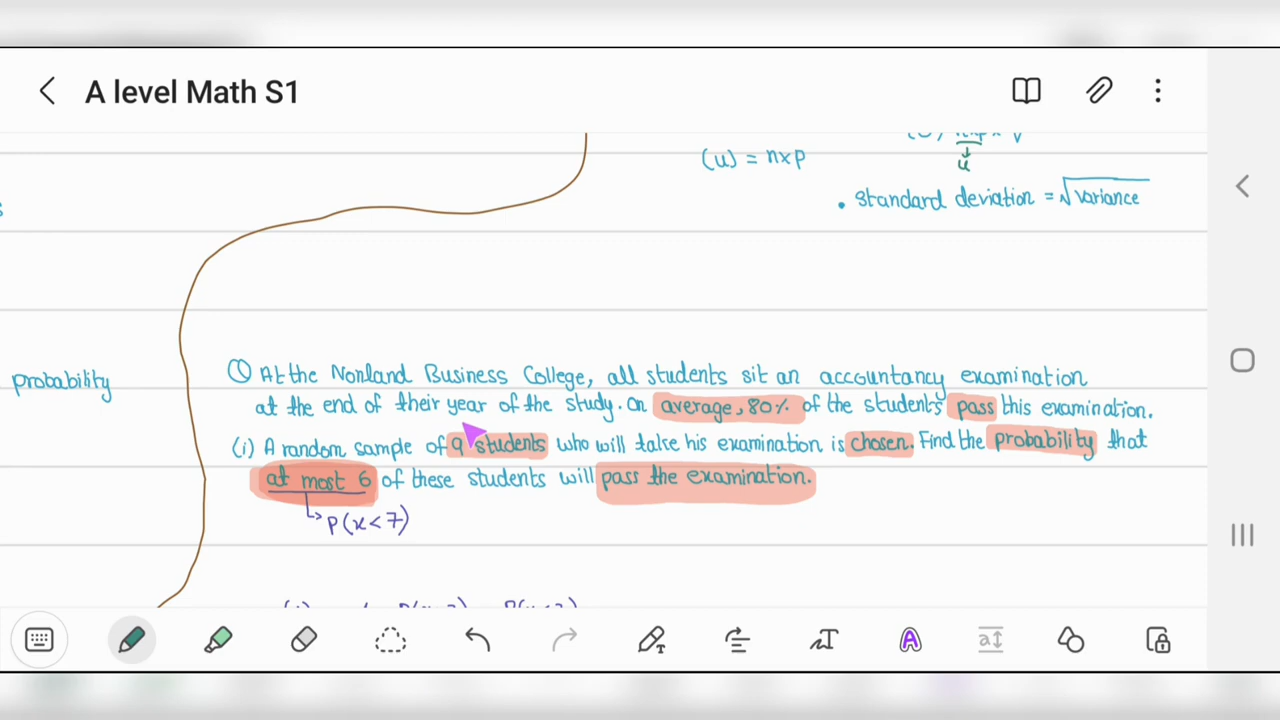 A level Math S1
(u) = n×p
u
• standard deviation = √variance
probability
① At the Nonland Business College, all students sit an accountancy examination
at the end of their year of the study. On average, 80% of the students pass this examination.
(i) A random sample of 9 students who will take his examination is chosen. Find the probability that
at most 6 of these students will pass the examination.
↳ P(x<7)